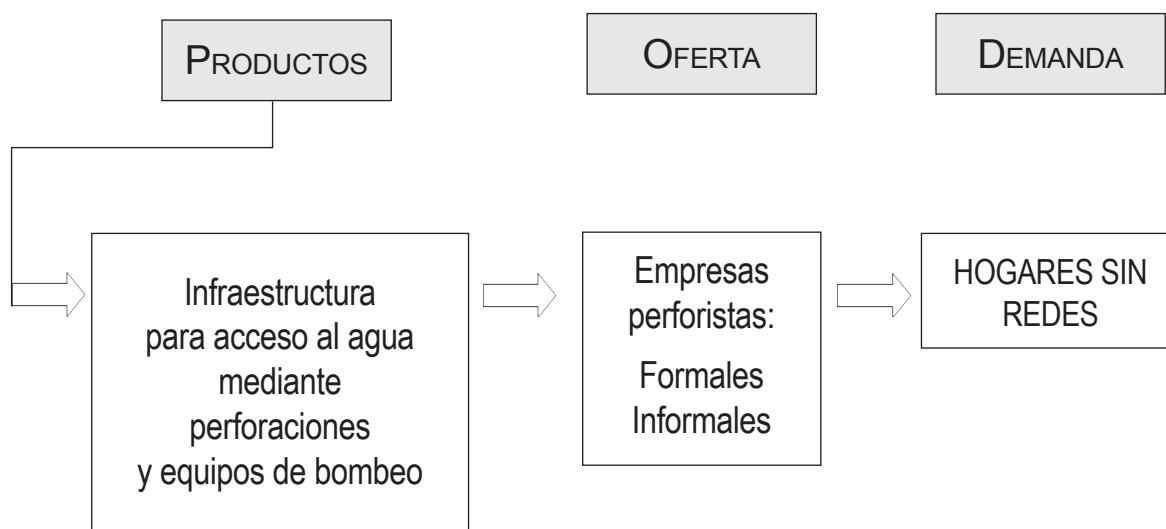 PRODUCTOS
OFERTA
DEMANDA
Infraestructura
para acceso al agua
mediante
perforaciones
y equipos de bombeo
Empresas
perforistas:
Formales
Informales
HOGARES SIN
REDES